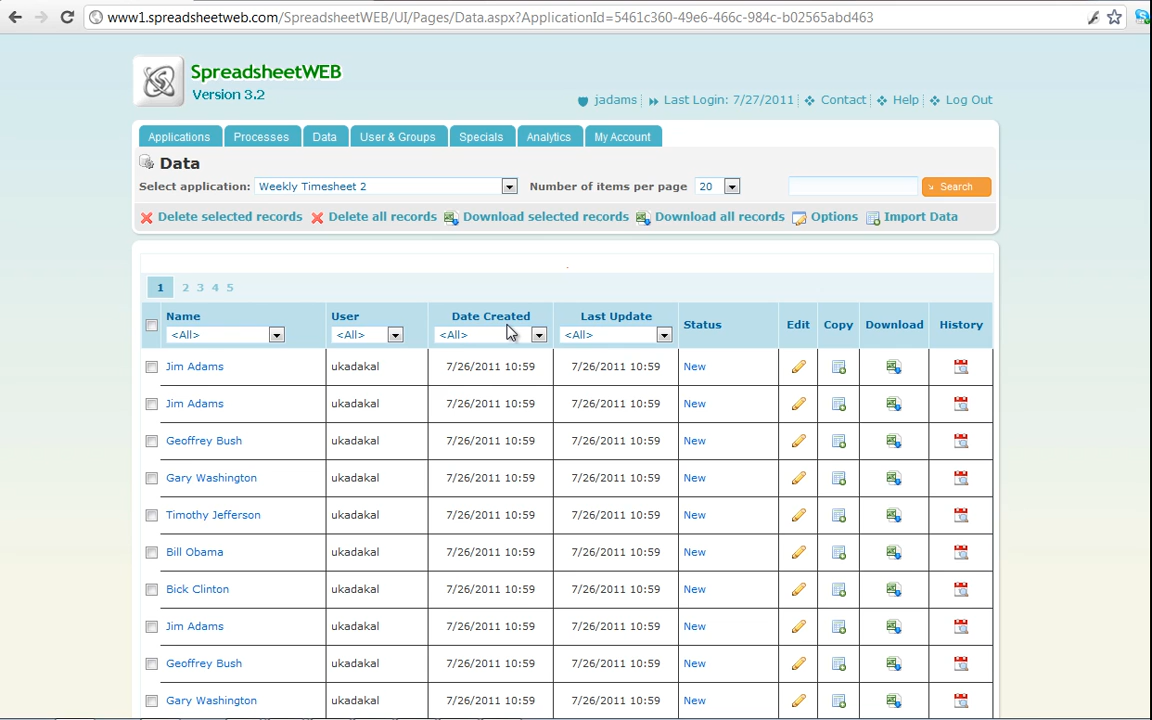 www1.spreadsheetweb.com/SpreadsheetWEB/UI/Pages/Data.aspx?ApplicationId=5461c360-49e6-466c-984c-b02565abd463
SpreadsheetWEB
Version 3.2
jadams Last Login: 7/27/2011 Contact Help Log Out
Applications Processes Data User & Groups Specials Analytics My Account
Data
Select application: Weekly Timesheet 2 Number of items per page 20 Search
Delete selected records Delete all records Download selected records Download all records Options Import Data
1 2 3 4 5
Name User Date Created Last Update Status Edit Copy Download History
<All> <All> <All> <All>
Jim Adams ukadakal 7/26/2011 10:59 7/26/2011 10:59 New
Jim Adams ukadakal 7/26/2011 10:59 7/26/2011 10:59 New
Geoffrey Bush ukadakal 7/26/2011 10:59 7/26/2011 10:59 New
Gary Washington ukadakal 7/26/2011 10:59 7/26/2011 10:59 New
Timothy Jefferson ukadakal 7/26/2011 10:59 7/26/2011 10:59 New
Bill Obama ukadakal 7/26/2011 10:59 7/26/2011 10:59 New
Bick Clinton ukadakal 7/26/2011 10:59 7/26/2011 10:59 New
Jim Adams ukadakal 7/26/2011 10:59 7/26/2011 10:59 New
Geoffrey Bush ukadakal 7/26/2011 10:59 7/26/2011 10:59 New
Gary Washington ukadakal 7/26/2011 10:59 7/26/2011 10:59 New